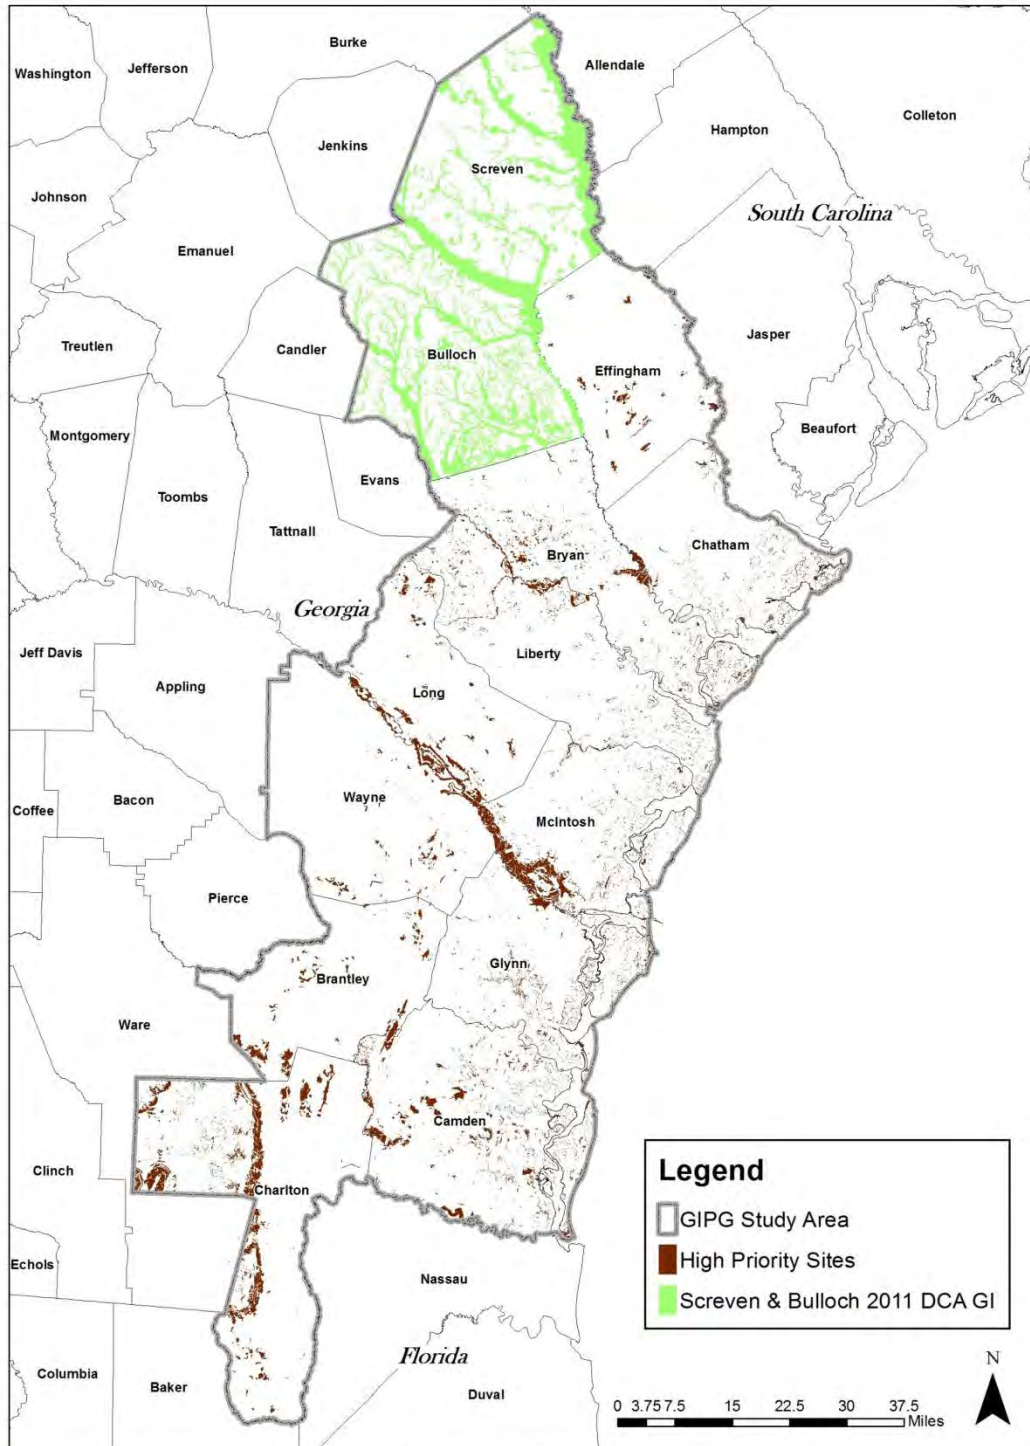 Burke
Washington
Jefferson
Allendale
Colleton
Hampton
Jenkins
Screven
Johnson
South Carolina
Emanuel
Jasper
Treutlen
Candler
Bulloch
Effingham
Beaufort
Montgomery
Evans
Toombs
Tattnall
Chatham
Bryan
Georgia
Jeff Davis
Liberty
Appling
Long
Wayne
Bacon
Coffee
McIntosh
Pierce
Glynn
Brantley
Ware
Camden
Clinch
Charlton
Echols
Nassau
Florida
Columbia
Baker
Duval
Legend
GIPG Study Area
High Priority Sites
Screven & Bulloch 2011 DCA GI
N
0 3.75 7.5 15 22.5 30 37.5
Miles